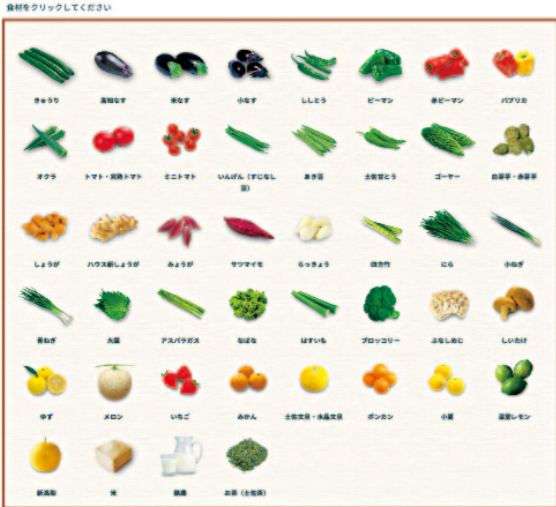 食材をクリックしてください
きゅうり
高知なす
米なす
小なす
ししとう
ピーマン
赤ピーマン
パプリカ
オクラ
トマト・完熟トマト
ミニトマト
いんげん(すじなし
豆)
あき豆
土佐甘とう
ゴーヤー
白芽芋・赤芽芋
しょうが
ハウス新しょうが
みょうが
サツマイモ
らっきょう
四方竹
にら
小ねぎ
青ねぎ
大葉
アスパラガス
なばな
はすいも
ブロッコリー
ぶなしめじ
しいたけ
ゆず
メロン
いちご
みかん
土佐文旦・水晶文旦
ポンカン
小夏
温室レモン
新高梨
米
酪農
お茶(土佐茶)